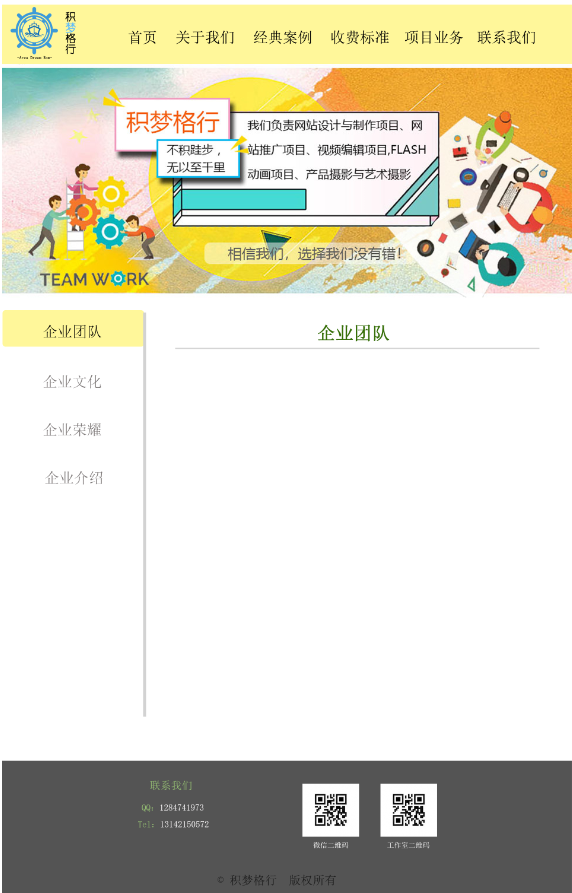 积
梦
格
行
-Area Dream Row-
首页 关于我们 经典案例 收费标准 项目业务 联系我们
积梦格行
不积跬步，
无以至千里
我们负责网站设计与制作项目、网
站推广项目、视频编辑项目,FLASH
动画项目、产品摄影与艺术摄影
相信我们，选择我们没有错！
TEAM WORK
企业团队
企业文化
企业荣耀
企业介绍
企业团队
联系我们
QQ：1284741973
Tel：13142150572
微信二维码
工作室二维码
© 积梦格行 版权所有